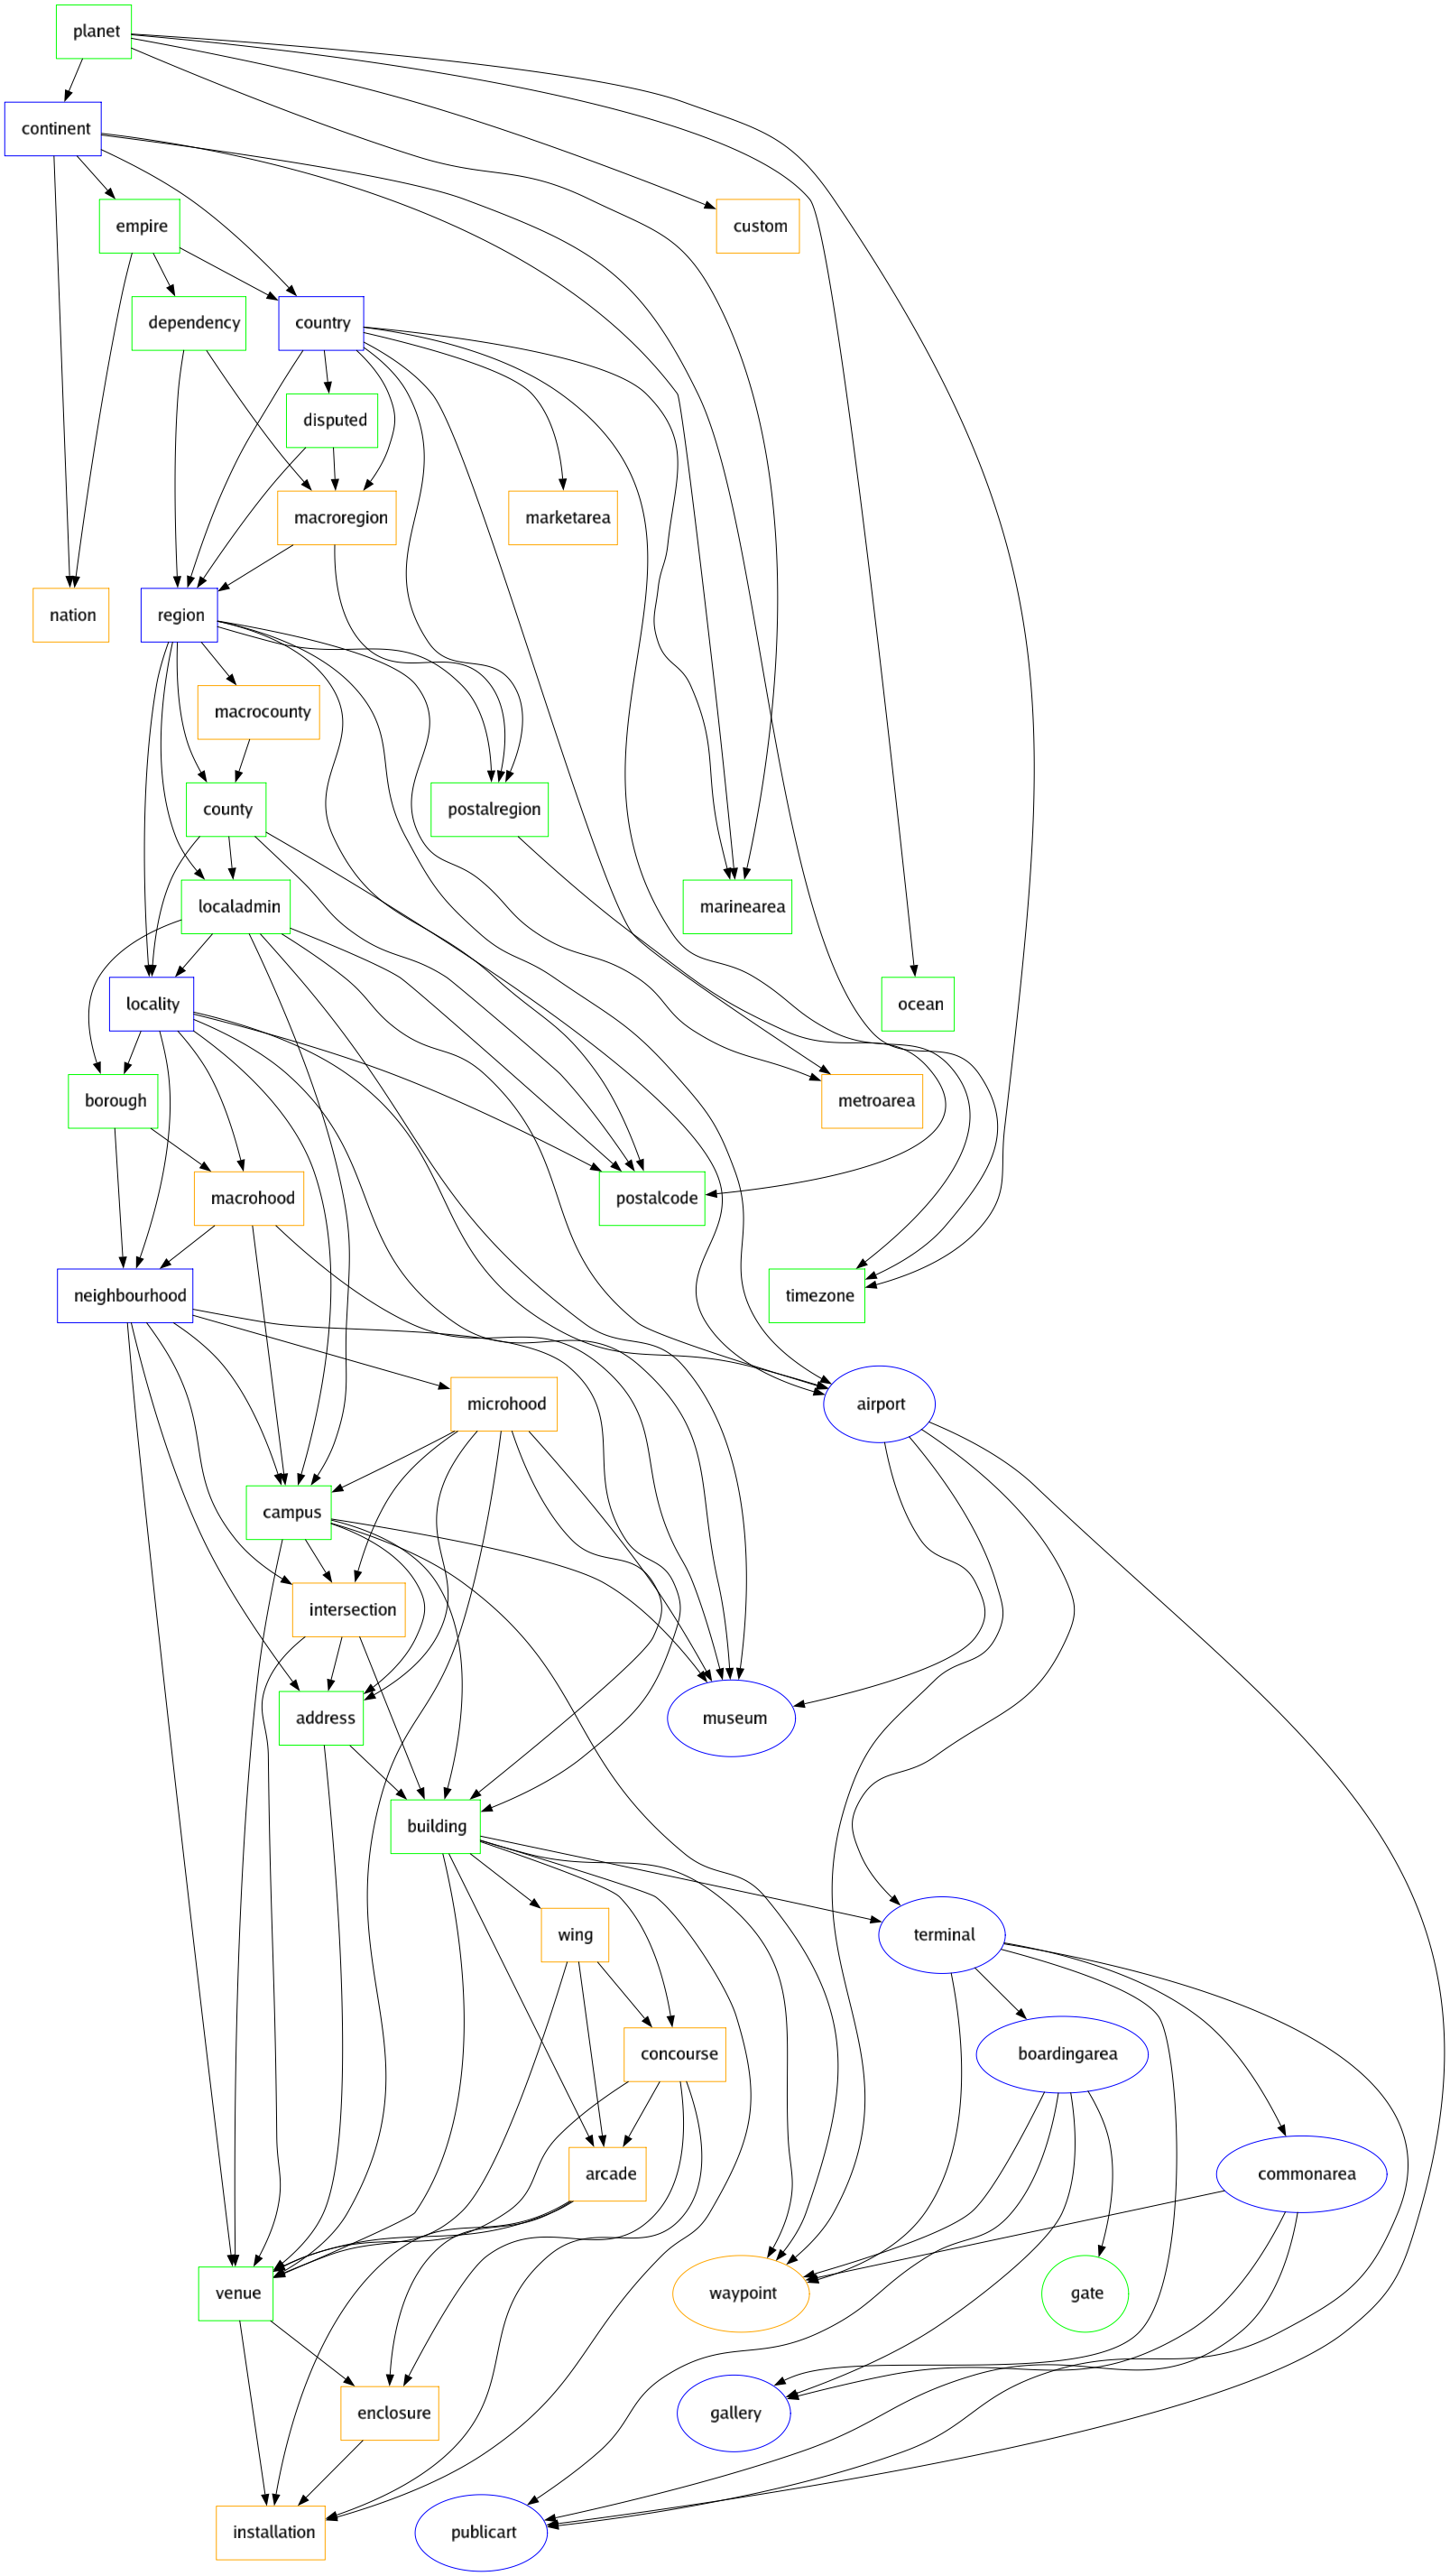 planet
continent
empire
custom
dependency
country
disputed
macroregion
marketarea
nation
region
macrocounty
county
postalregion
localadmin
marinearea
locality
ocean
borough
metroarea
macrohood
postalcode
neighbourhood
timezone
microhood
airport
campus
intersection
address
museum
building
wing
terminal
concourse
boardingarea
arcade
commonarea
venue
waypoint
gate
enclosure
gallery
installation
publicart